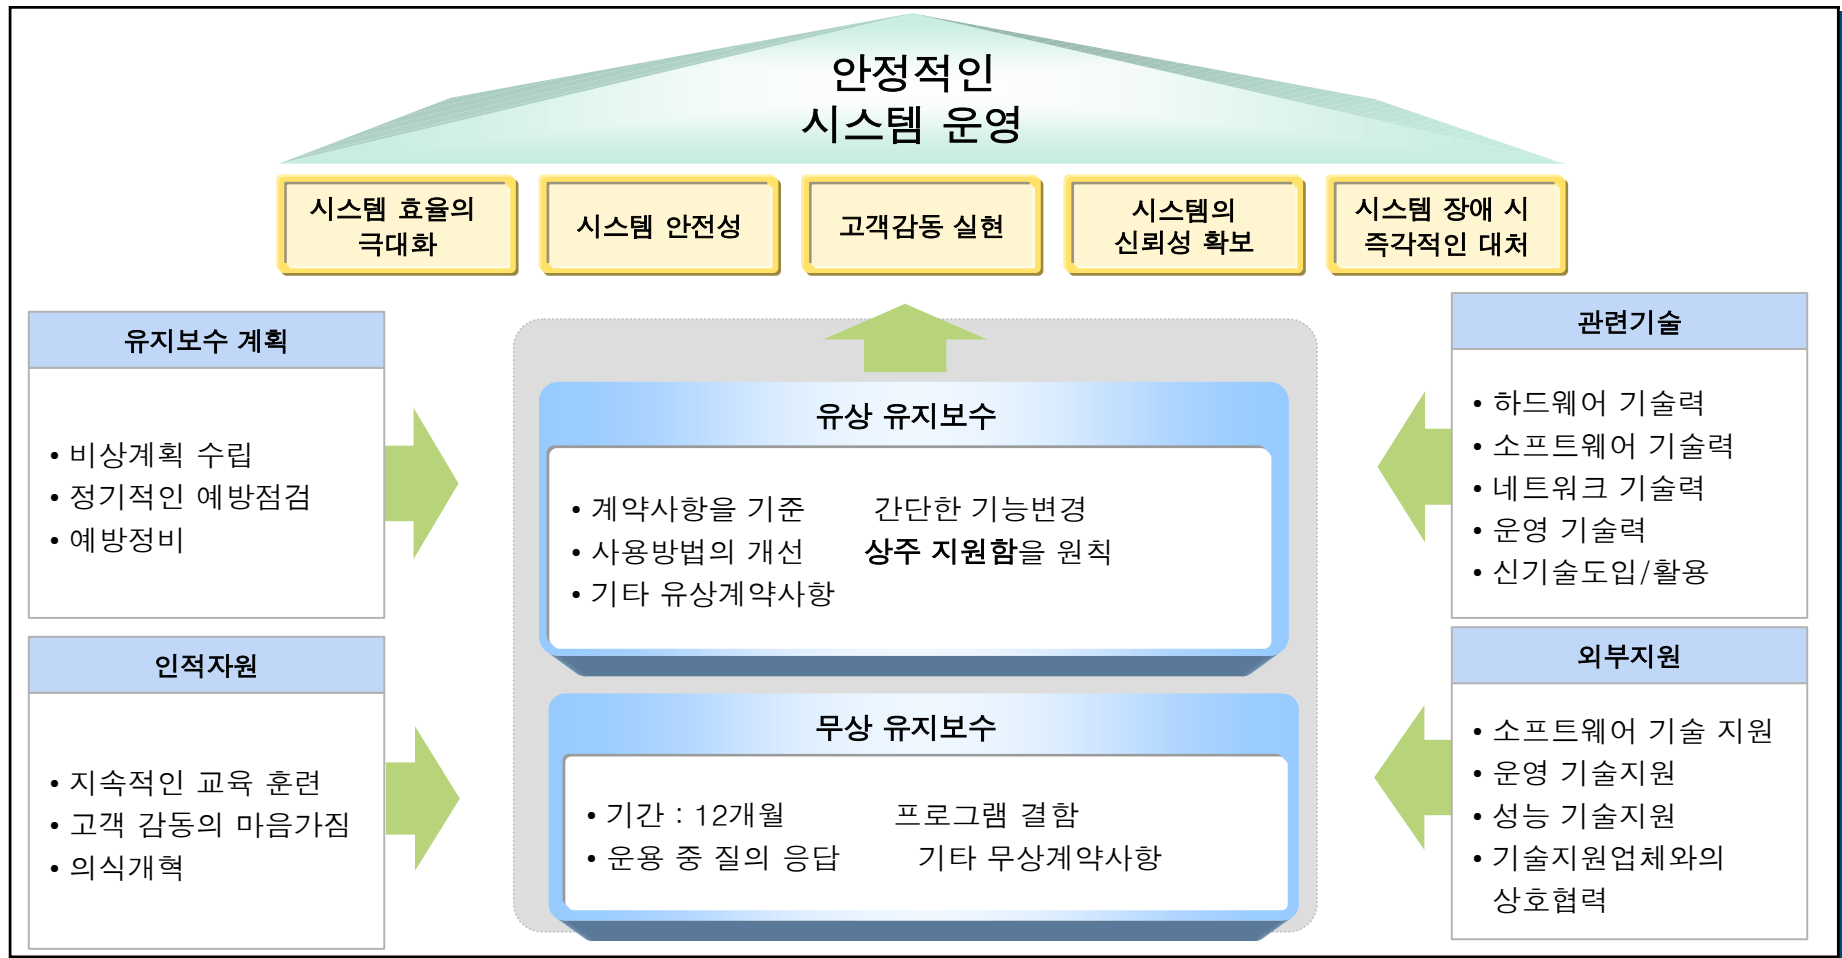 안정적인
시스템 운영
시스템 효율의
극대화
시스템 안전성
고객감동 실현
시스템의
신뢰성 확보
시스템 장애 시
즉각적인 대처
유지보수 계획
• 비상계획 수립
• 정기적인 예방점검
• 예방정비
인적자원
• 지속적인 교육 훈련
• 고객 감동의 마음가짐
• 의식개혁
유상 유지보수
• 계약사항을 기준 간단한 기능변경
• 사용방법의 개선 상주 지원함을 원칙
• 기타 유상계약사항
무상 유지보수
• 기간 : 12개월 프로그램 결함
• 운용 중 질의 응답 기타 무상계약사항
관련기술
• 하드웨어 기술력
• 소프트웨어 기술력
• 네트워크 기술력
• 운영 기술력
• 신기술도입/활용
외부지원
• 소프트웨어 기술 지원
• 운영 기술지원
• 성능 기술지원
• 기술지원업체와의
상호협력